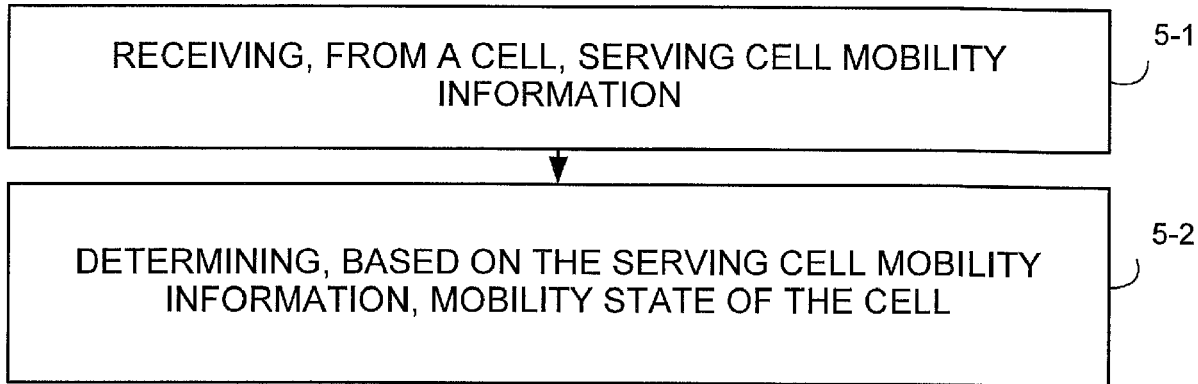 RECEIVING, FROM A CELL, SERVING CELL MOBILITY
INFORMATION
5-1
DETERMINING, BASED ON THE SERVING CELL MOBILITY
INFORMATION, MOBILITY STATE OF THE CELL
5-2